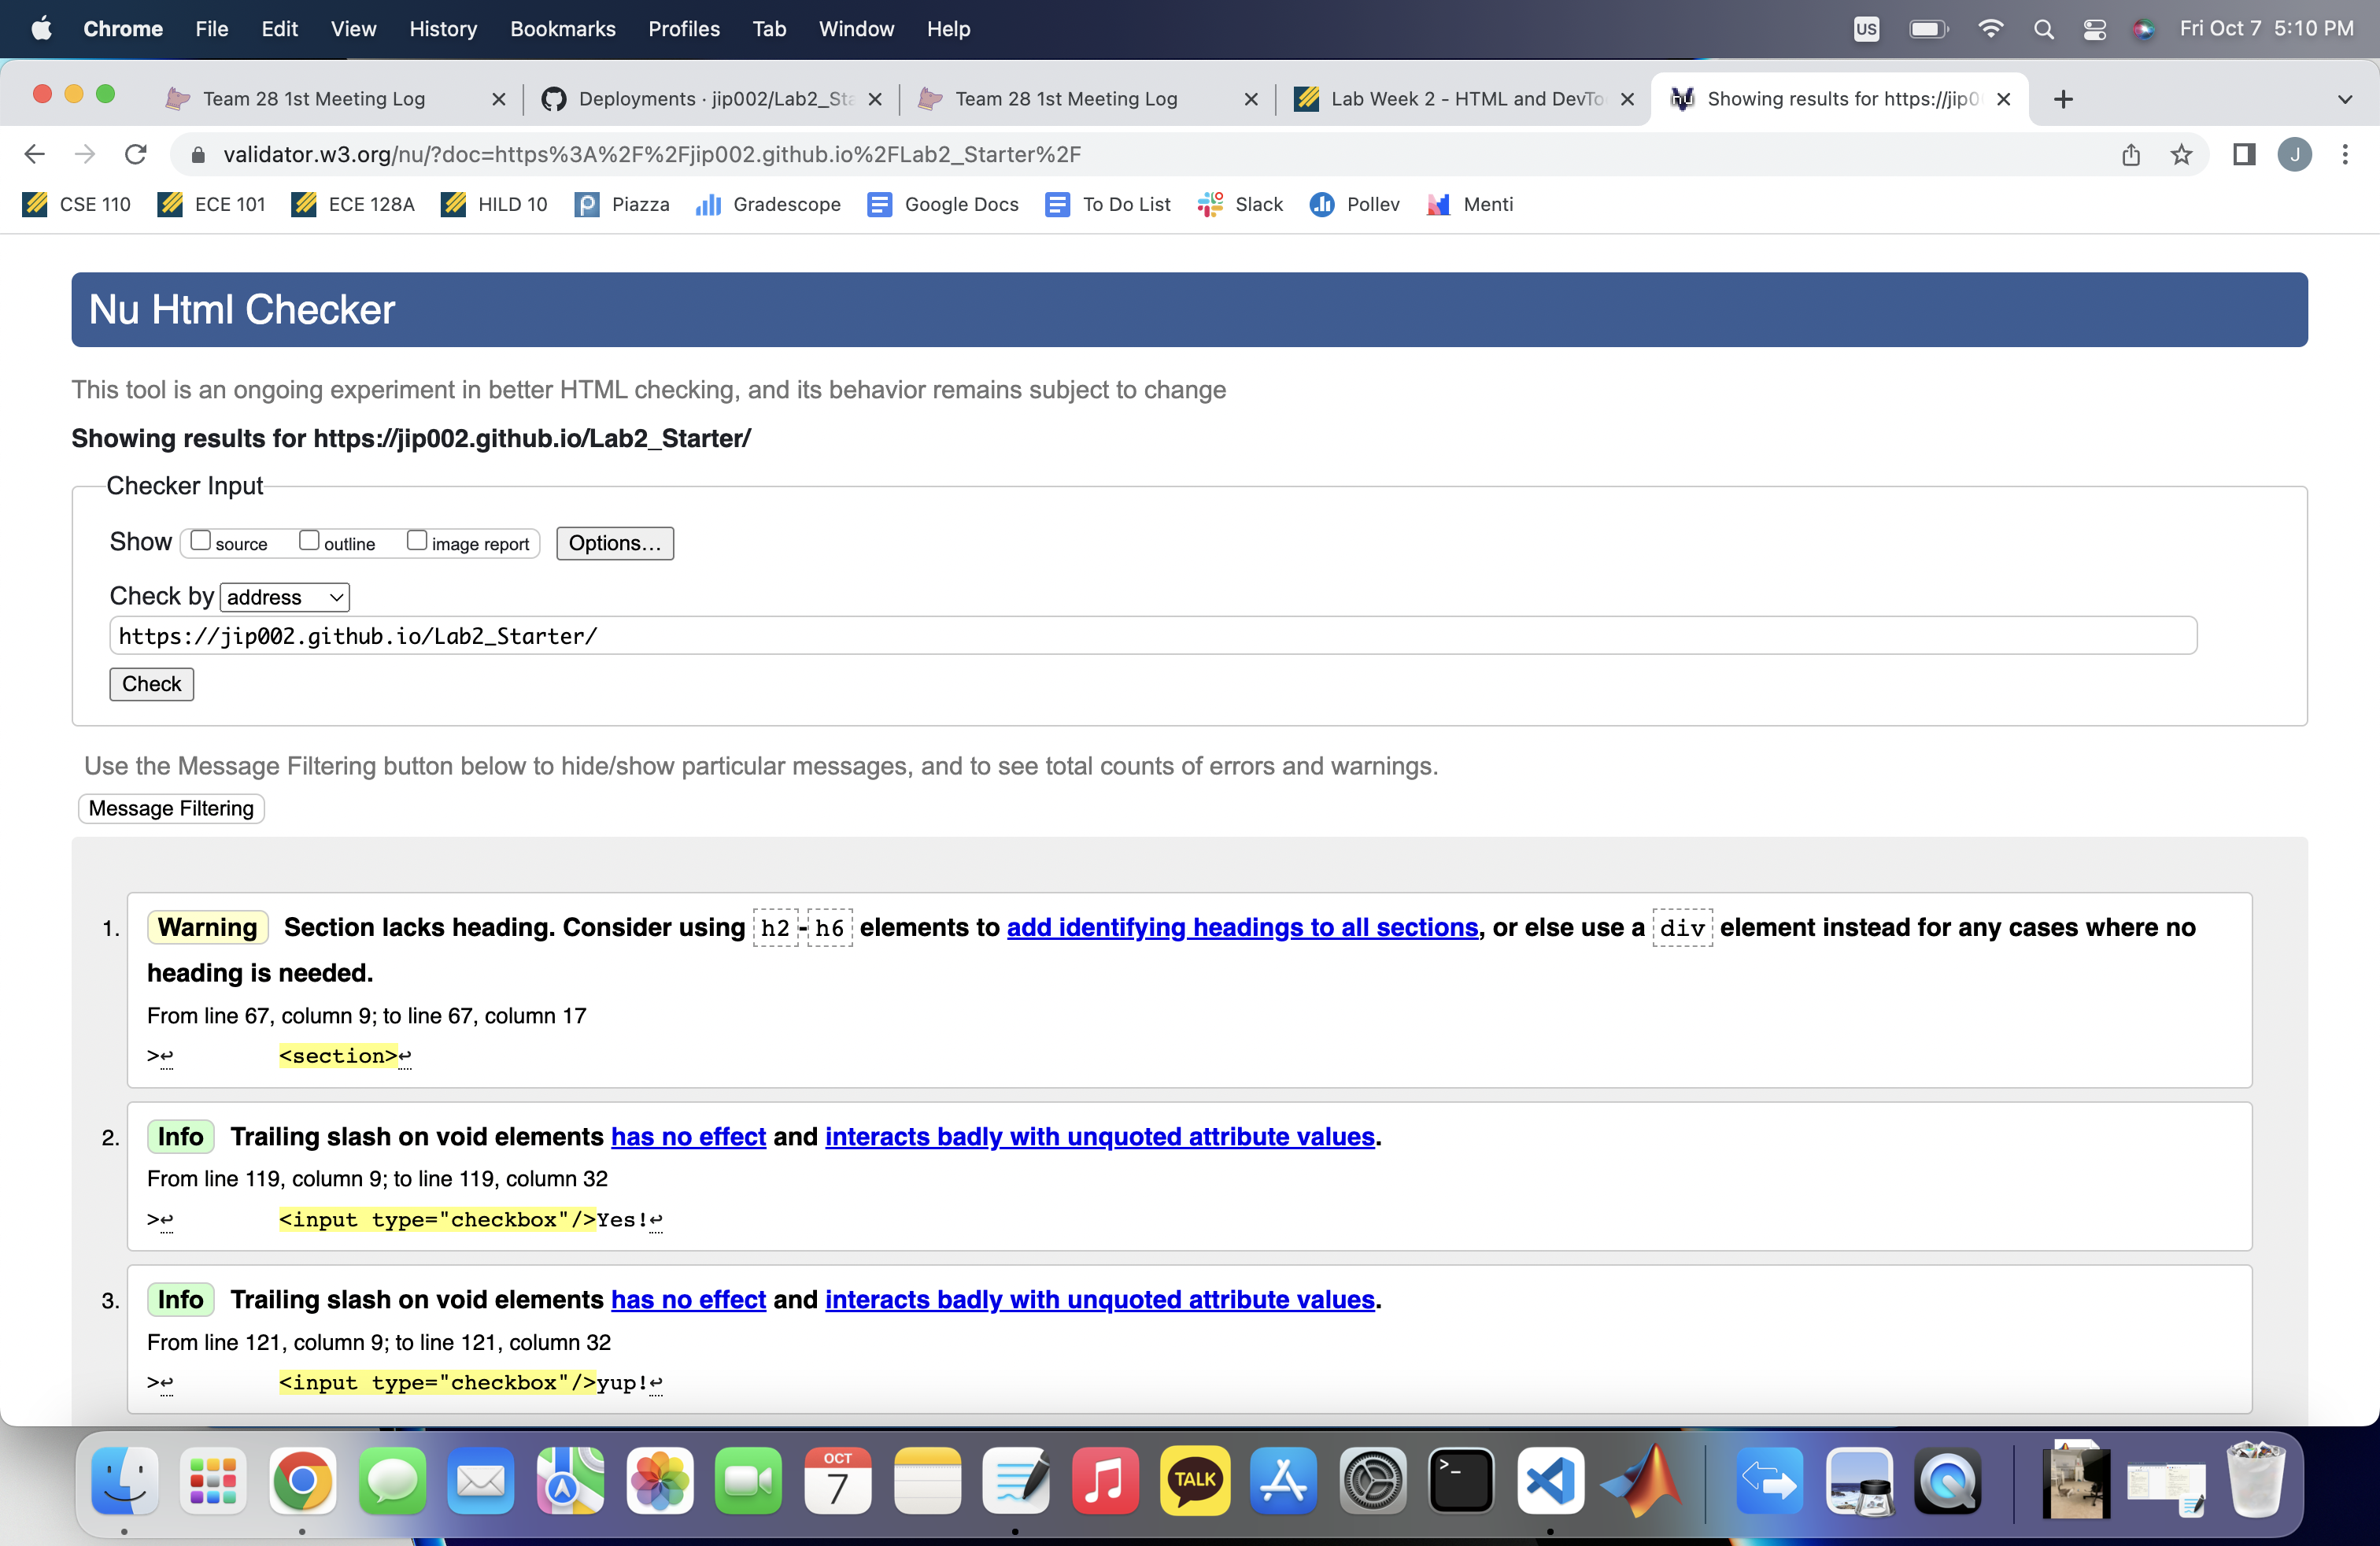 Chrome File Edit View History Bookmarks Profiles Tab Window Help US Fri Oct 7 5:10 PM
Team 28 1st Meeting Log Deployments · jip002/Lab2_Sta Team 28 1st Meeting Log Lab Week 2 - HTML and DevTo Showing results for https://jip0
validator.w3.org/nu/?doc=https%3A%2F%2Fjip002.github.io%2FLab2_Starter%2F J
CSE 110 ECE 101 ECE 128A HILD 10 Piazza Gradescope Google Docs To Do List Slack Pollev Menti
Nu Html Checker
This tool is an ongoing experiment in better HTML checking, and its behavior remains subject to change
Showing results for https://jip002.github.io/Lab2_Starter/
Checker Input
Show source outline image report Options...
Check by address
https://jip002.github.io/Lab2_Starter/
Check
Use the Message Filtering button below to hide/show particular messages, and to see total counts of errors and warnings.
Message Filtering
1. Warning Section lacks heading. Consider using h2-h6 elements to add identifying headings to all sections, or else use a div element instead for any cases where no
heading is needed.
From line 67, column 9; to line 67, column 17
>↩ <section>↩
2. Info Trailing slash on void elements has no effect and interacts badly with unquoted attribute values.
From line 119, column 9; to line 119, column 32
>↩ <input type="checkbox"/>Yes!↩
3. Info Trailing slash on void elements has no effect and interacts badly with unquoted attribute values.
From line 121, column 9; to line 121, column 32
>↩ <input type="checkbox"/>yup!↩
OCT
7
TALK